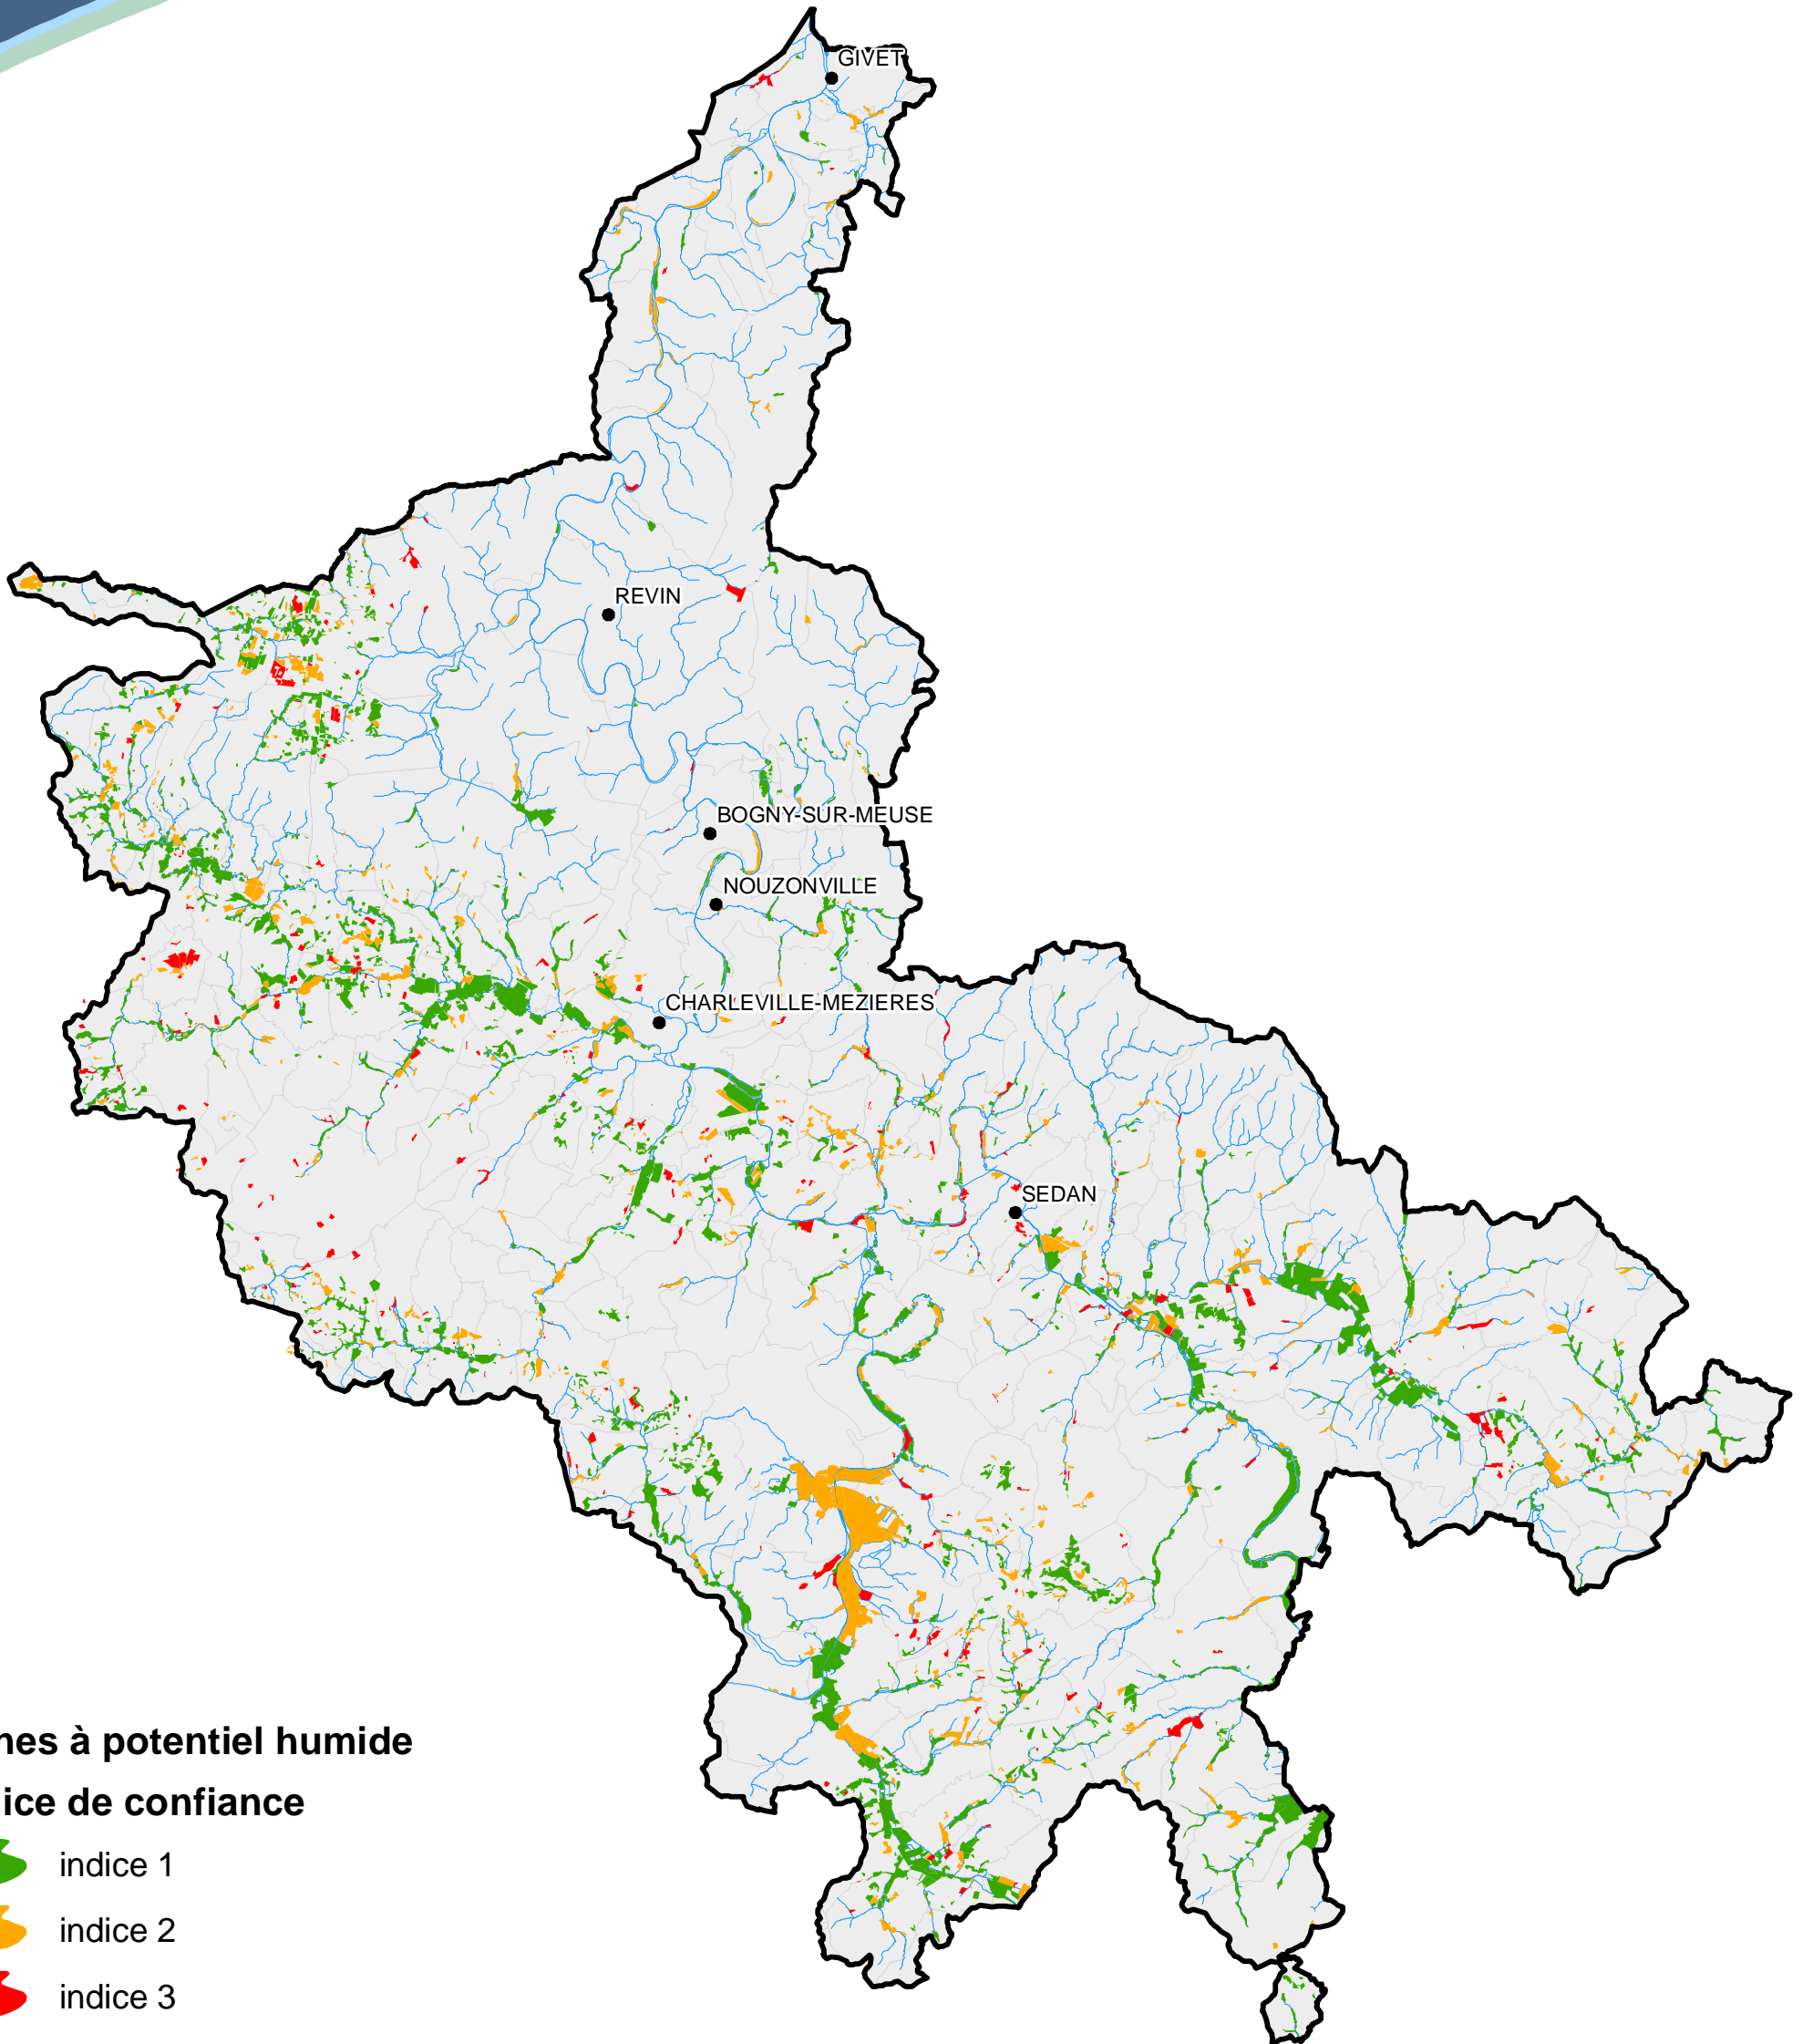 GIVET
REVIN
BOGNY-SUR-MEUSE
NOUZONVILLE
CHARLEVILLE-MEZIERES
SEDAN
nes à potentiel humide
ice de confiance
indice 1
indice 2
indice 3